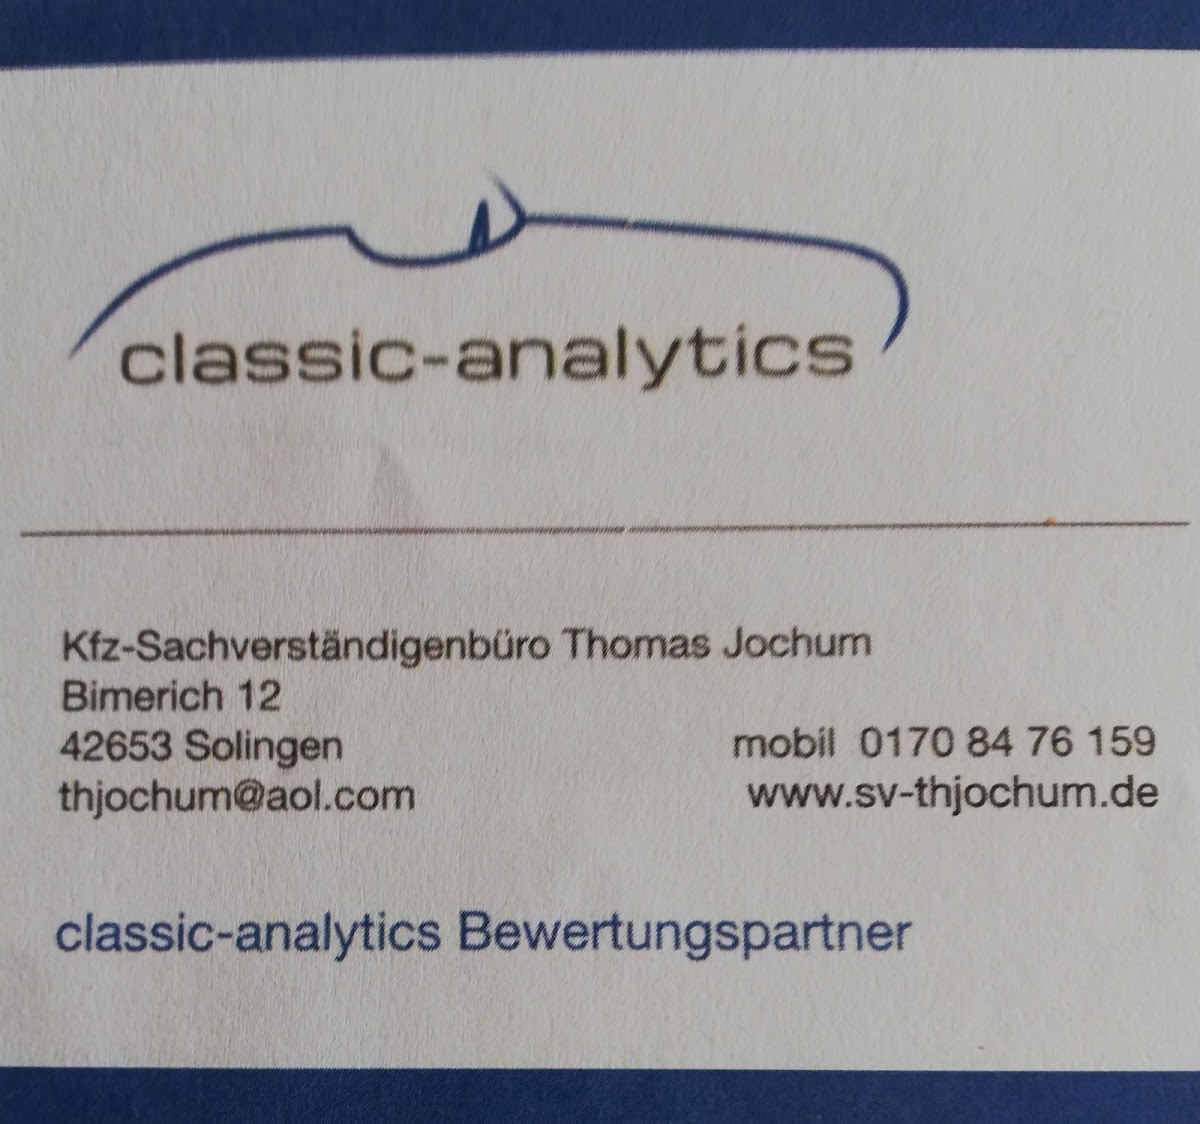 classic-analytics
Kfz-Sachverständigenbüro Thomas Jochum
Bimerich 12
42653 Solingen
mobil 0170 84 76 159
thjochum@aol.com
www.sv-thjochum.de
classic-analytics Bewertungspartner